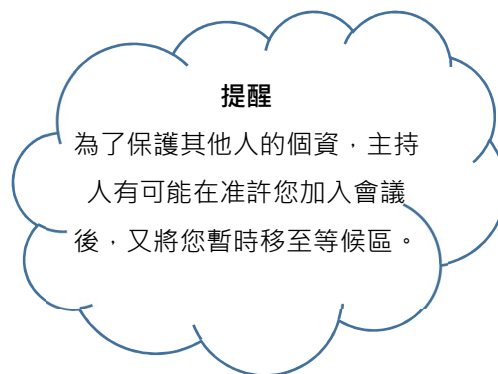 提醒
為了保護其他人的個資，主持
人有可能在准許您加入會議
後，又將您暫時移至等候區。